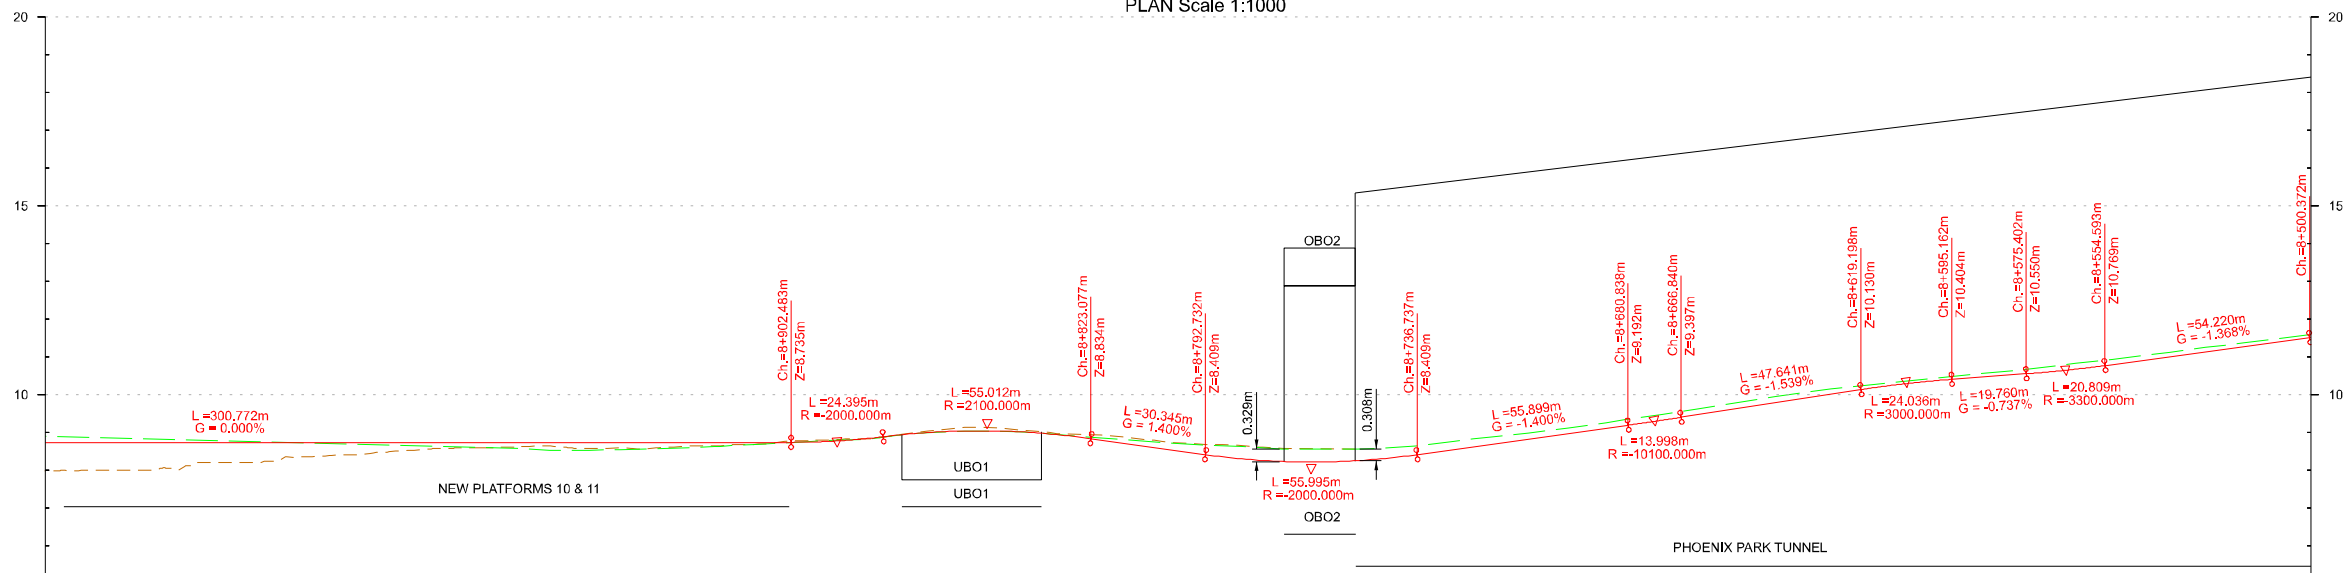 PLAN Scale 1:1000
20
20
15
15
10
10
L =300.772m
G = 0.000%
NEW PLATFORMS 10 & 11
Ch.=8+902.483m
Z=8.735m
L =24.395m
R =-2000.000m
L =55.012m
R =2100.000m
UBO1
UBO1
Ch.=8+823.077m
Z=8.834m
L =30.345m
G = 1.400%
Ch.=8+792.732m
Z=8.409m
0.329m
OBO2
L =55.995m
R =-2000.000m
OBO2
0.308m
Ch.=8+736.737m
Z=8.409m
L =55.899m
G = -1.400%
Ch.=8+680.838m
Z=9.192m
L =13.998m
R =-10100.000m
Ch.=8+666.840m
Z=9.397m
L =47.641m
G = -1.539%
Ch.=8+619.198m
Z=10.130m
L =24.036m
R =3000.000m
Ch.=8+595.162m
Z=10.404m
L =19.760m
G = -0.737%
Ch.=8+575.402m
Z=10.550m
L =20.809m
R =-3300.000m
Ch.=8+554.593m
Z=10.769m
L =54.220m
G = -1.368%
Ch.=8+500.372m
PHOENIX PARK TUNNEL